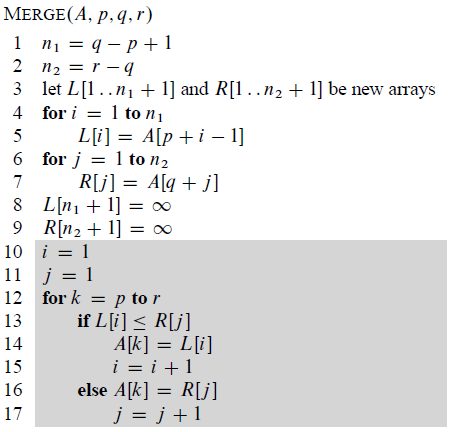 MERGE(A, p, q, r)
1 n₁ = q − p + 1
2 n₂ = r − q
3 let L[1..n₁ + 1] and R[1..n₂ + 1] be new arrays
4 for i = 1 to n₁
5 L[i] = A[p + i − 1]
6 for j = 1 to n₂
7 R[j] = A[q + j]
8 L[n₁ + 1] = ∞
9 R[n₂ + 1] = ∞
10 i = 1
11 j = 1
12 for k = p to r
13 if L[i] ≤ R[j]
14 A[k] = L[i]
15 i = i + 1
16 else A[k] = R[j]
17 j = j + 1